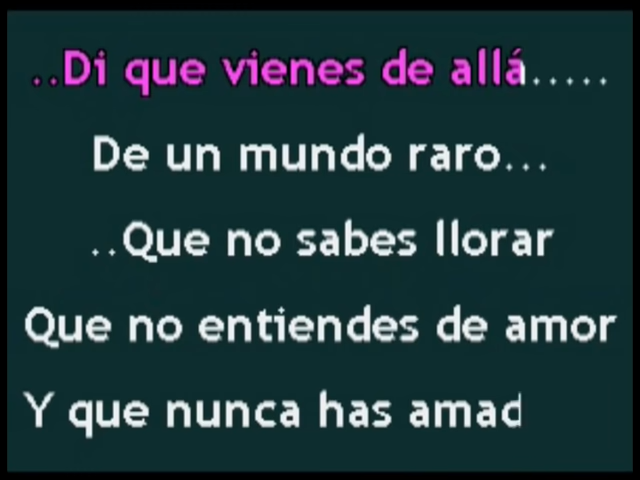 ..Di que vienes de allá.....
De un mundo raro...
..Que no sabes llorar
Que no entiendes de amor
Y que nunca has amad